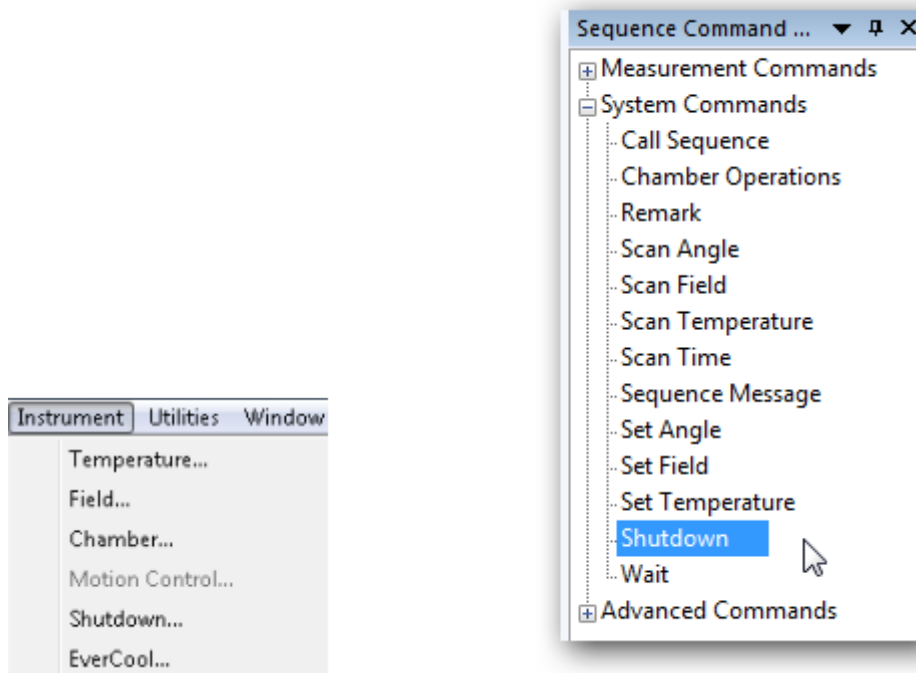 Instrument Utilities Window
Temperature...
Field...
Chamber...
Motion Control...
Shutdown...
EverCool...
Sequence Command ...
Measurement Commands
System Commands
Call Sequence
Chamber Operations
Remark
Scan Angle
Scan Field
Scan Temperature
Scan Time
Sequence Message
Set Angle
Set Field
Set Temperature
Shutdown
Wait
Advanced Commands